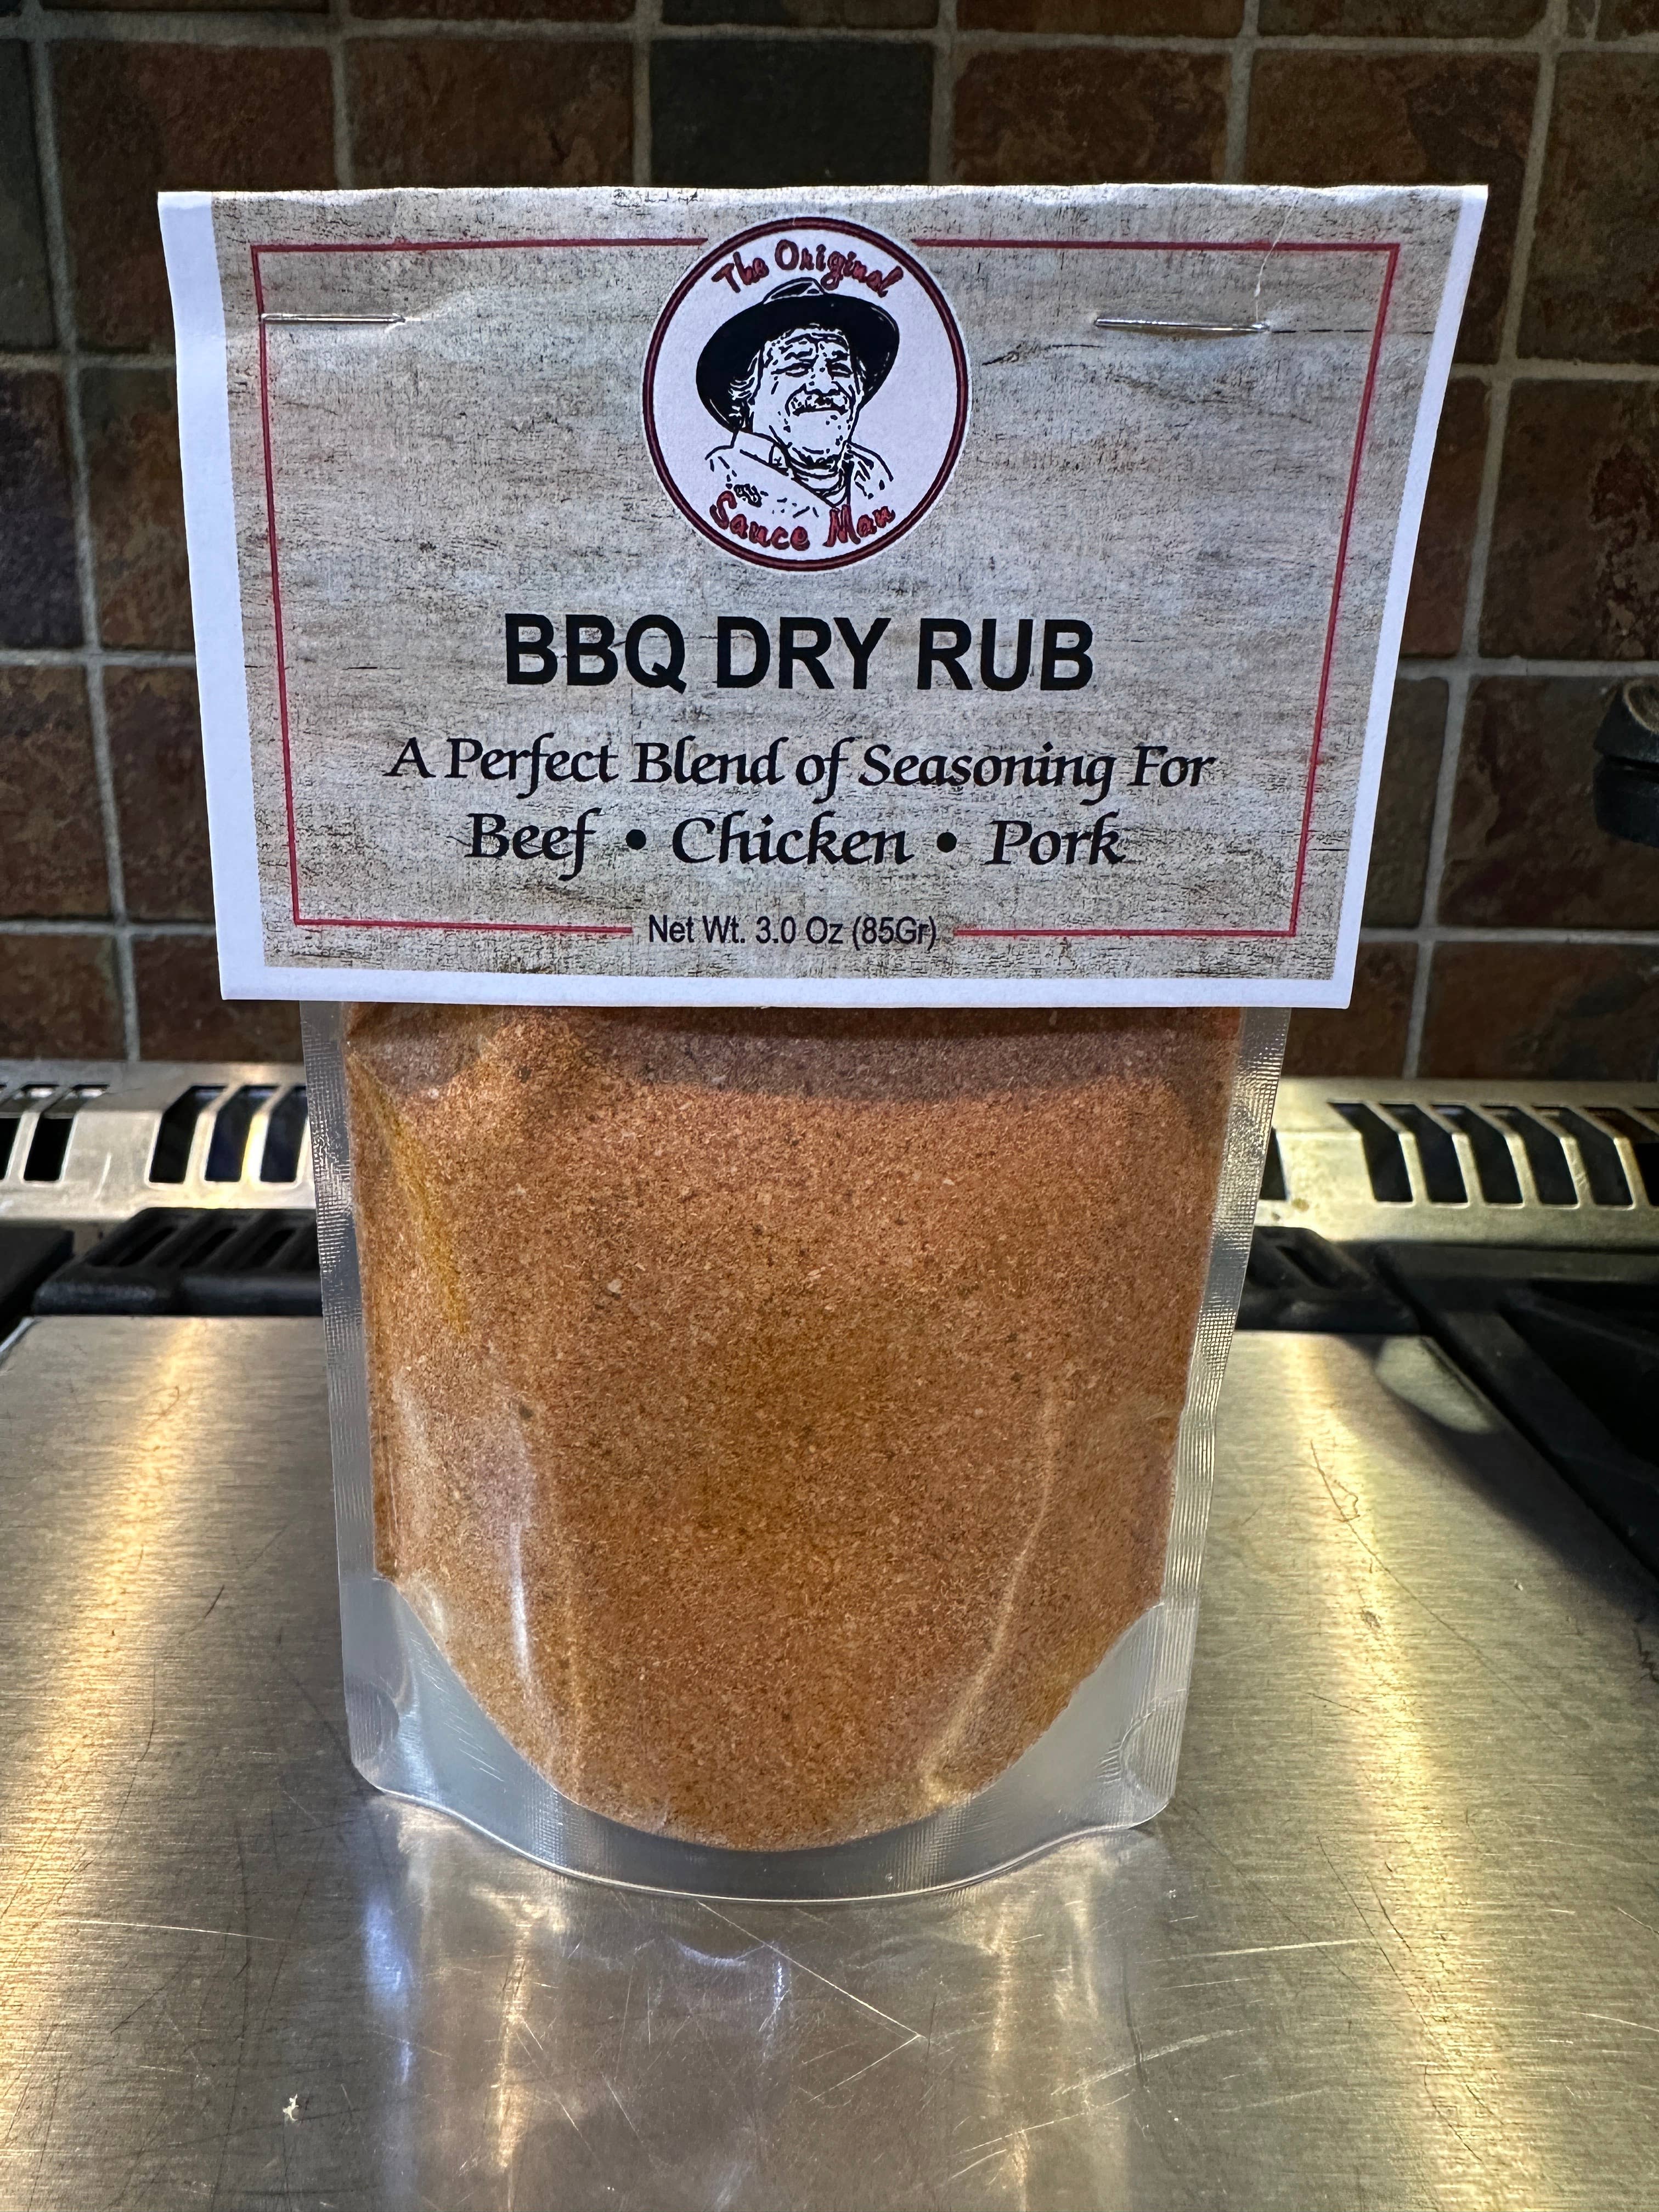 The Original
Sauce Man
BBQ DRY RUB
A Perfect Blend of Seasoning For
Beef • Chicken • Pork
Net Wt. 3.0 Oz (85Gr)